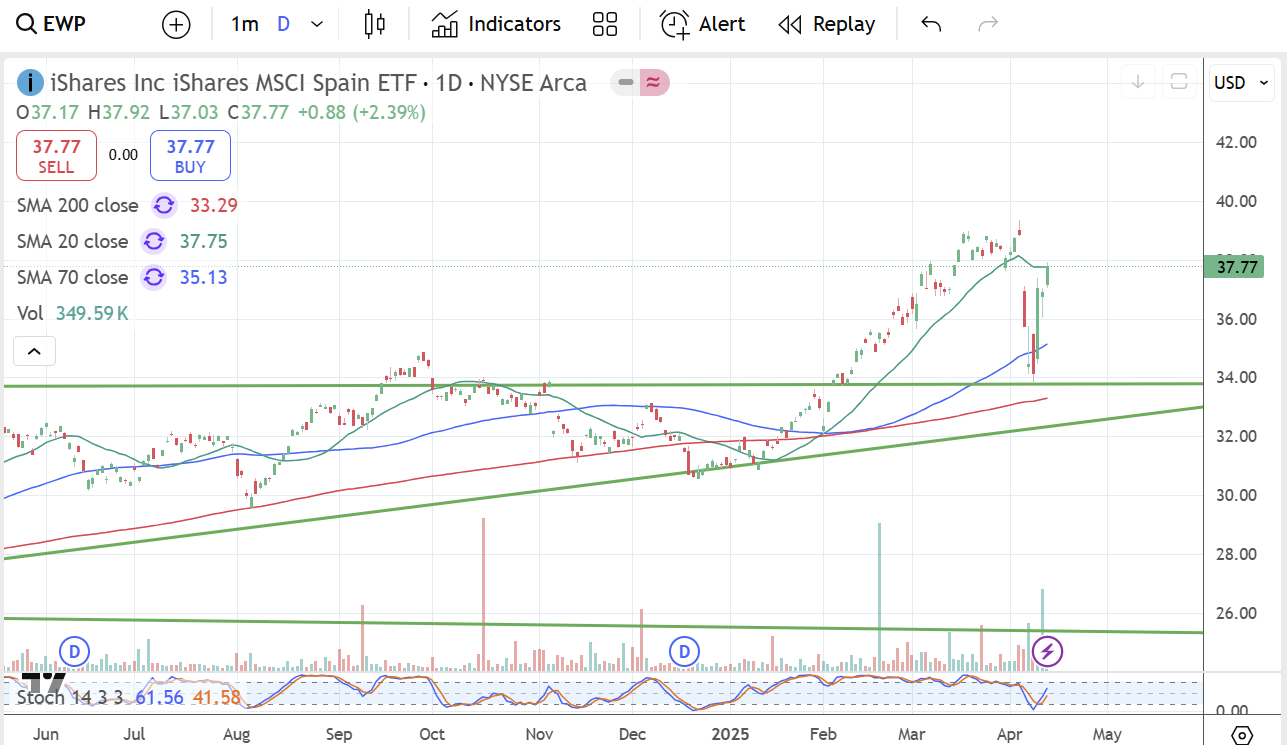 EWP 1m D Indicators Alert Replay
iShares Inc iShares MSCI Spain ETF · 1D · NYSE Arca USD
O37.17 H37.92 L37.03 C37.77 +0.88 (+2.39%)
37.77 SELL 0.00 37.77 BUY
SMA 200 close 33.29
SMA 20 close 37.75
SMA 70 close 35.13
Vol 349.59 K
42.00
40.00
37.77
36.00
34.00
32.00
30.00
28.00
26.00
D D
Stoch 14 3 3 61.56 41.58
0.00
Jun Jul Aug Sep Oct Nov Dec 2025 Feb Mar Apr May